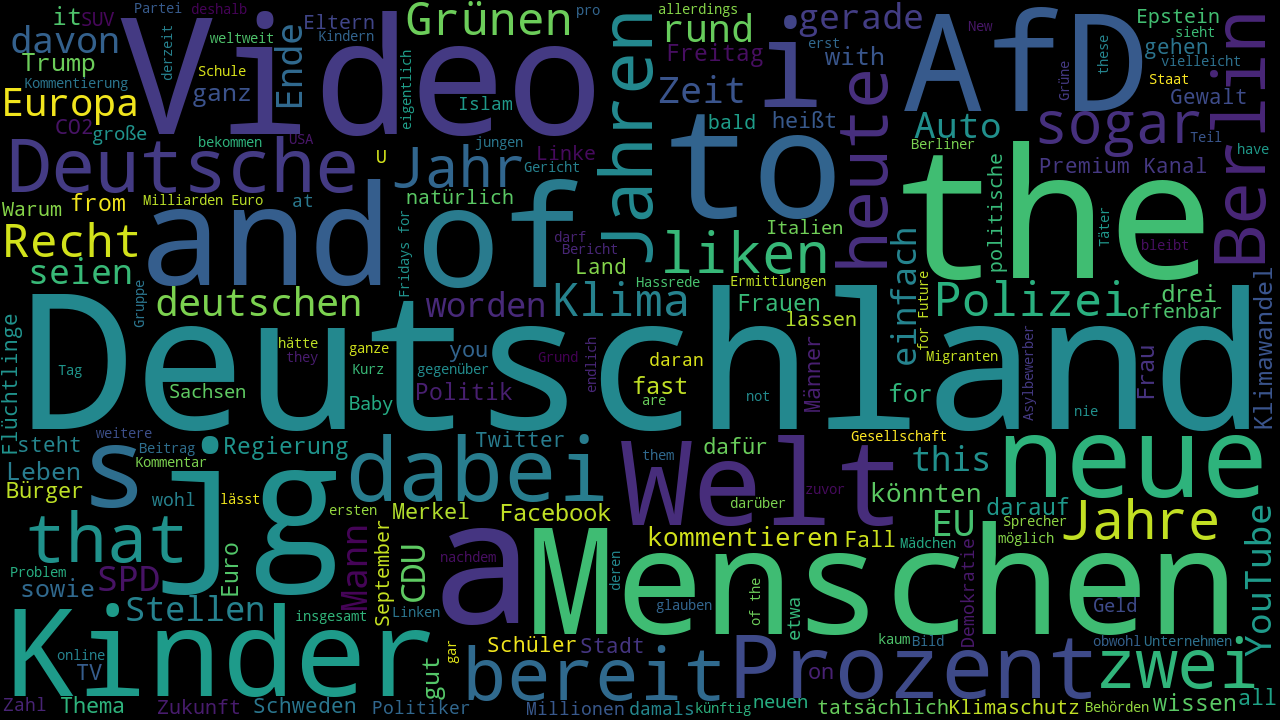 Partei deshalb
it SUV
davon
Video
Grünen
pro
allerdings
rund
i
gerade
New
AfD
Epstein
sieht
weltweit
derzeit
Ende
Eltern
Kindern
Jahren
Freitag
erst
with
these
gehen
vielleicht
Trump
Kommentierung
Schule
ganz
eigentlich
Islam
Zeit
heute
Grüne
Staat
Gewalt
Berlin
Europa
CO2
große
bekommen
USA
U
jungen
to
bald
heißt
Auto
sogar
Teil
have
Deutsche
Jahr
Linke
Gericht
Berliner
the
Premium Kanal
Warum
from
Milliarden Euro
at
natürlich
and
of
politische
Täter
Recht
seien
Fridays for
darf
Bericht
Land
liken
Italien
einfach
bleibt
Hassrede
Ermittlungen
for Future
Polizei
drei
offenbar
Klimawandel
Gruppe
deutschen
worden
Klima
Frauen
lassen
Deutschland
Flüchtlinge
hätte
they
ganze
you
gegenüber
Grund
endlich
daran
Männer
Migranten
Asylbewerber
Frau
Tag
Sachsen
Kurz
Baby
Politik
fast
are
not
for
nie
steht
weitere
Beitrag
Kommentar
Regierung
Twitter
them
dafür
Gesellschaft
this
neue
Leben
Bürger
s
jg
wohl
lässt
dabei
Welt
darüber
zuvor
könnten
darauf
that
ersten
Merkel
Facebook
EU
Sprecher
möglich
Jahre
YouTube
Problem
sowie
SPD
Euro
Mann
September
CDU
a
nachdem
Menschen
kommentieren
Fall
Mädchen
Demokratie
deren
glauben
of the
etwa
Geld
Stellen
insgesamt
Linken
Kinder
online
TV
gut
gar
Schüler
Stadt
kaum
Bild
obwohl
Unternehmen
bereit
Prozent
on
zwei
Zahl
Thema
Zukunft
Schweden
Politiker
Millionen
damals
künftig
neuen
tatsächlich
Klimaschutz
Behörden
wissen
all